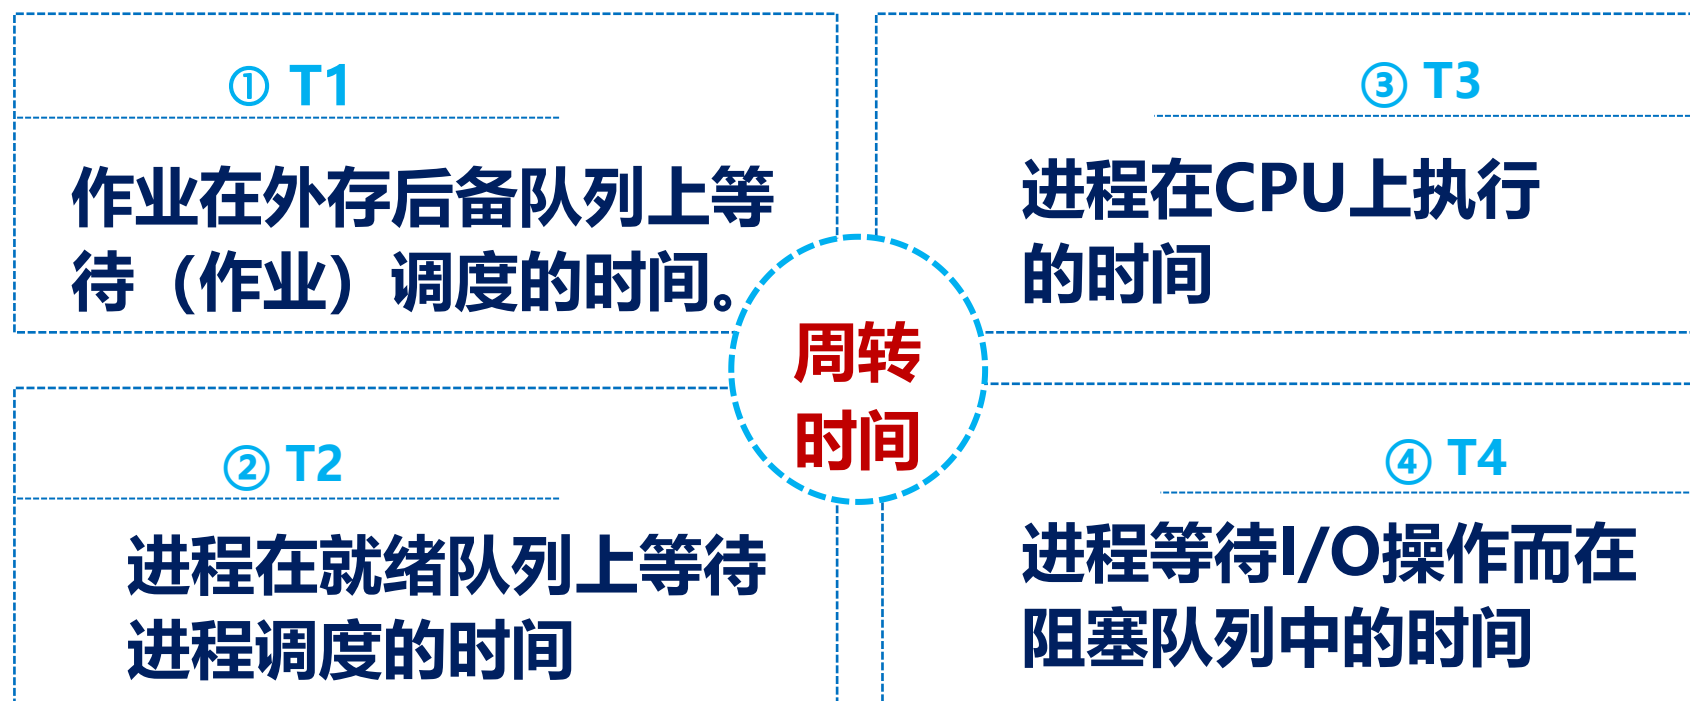 ① T1
作业在外存后备队列上等
待（作业）调度的时间。
② T2
进程在就绪队列上等待
进程调度的时间
周转
时间
③ T3
进程在CPU上执行
的时间
④ T4
进程等待I/O操作而在
阻塞队列中的时间